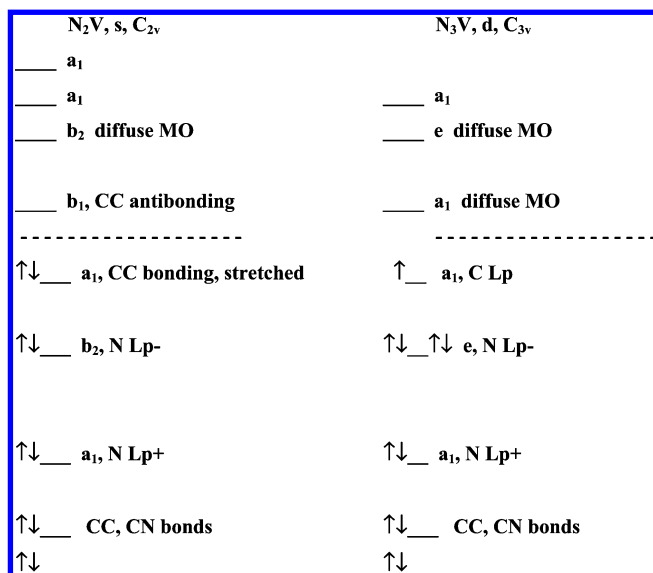 N₂V, s, C₂ᵥ N₃V, d, C₃ᵥ
____ a₁
____ a₁ ____ a₁
____ b₂ diffuse MO ____ e diffuse MO
____ b₁, CC antibonding ____ a₁ diffuse MO
------------------- -------------------
↑↓___ a₁, CC bonding, stretched ↑__ a₁, C Lp
↑↓___ b₂, N Lp- ↑↓__↑↓ e, N Lp-
↑↓___ a₁, N Lp+ ↑↓__ a₁, N Lp+
↑↓___ CC, CN bonds ↑↓___ CC, CN bonds
↑↓ ↑↓